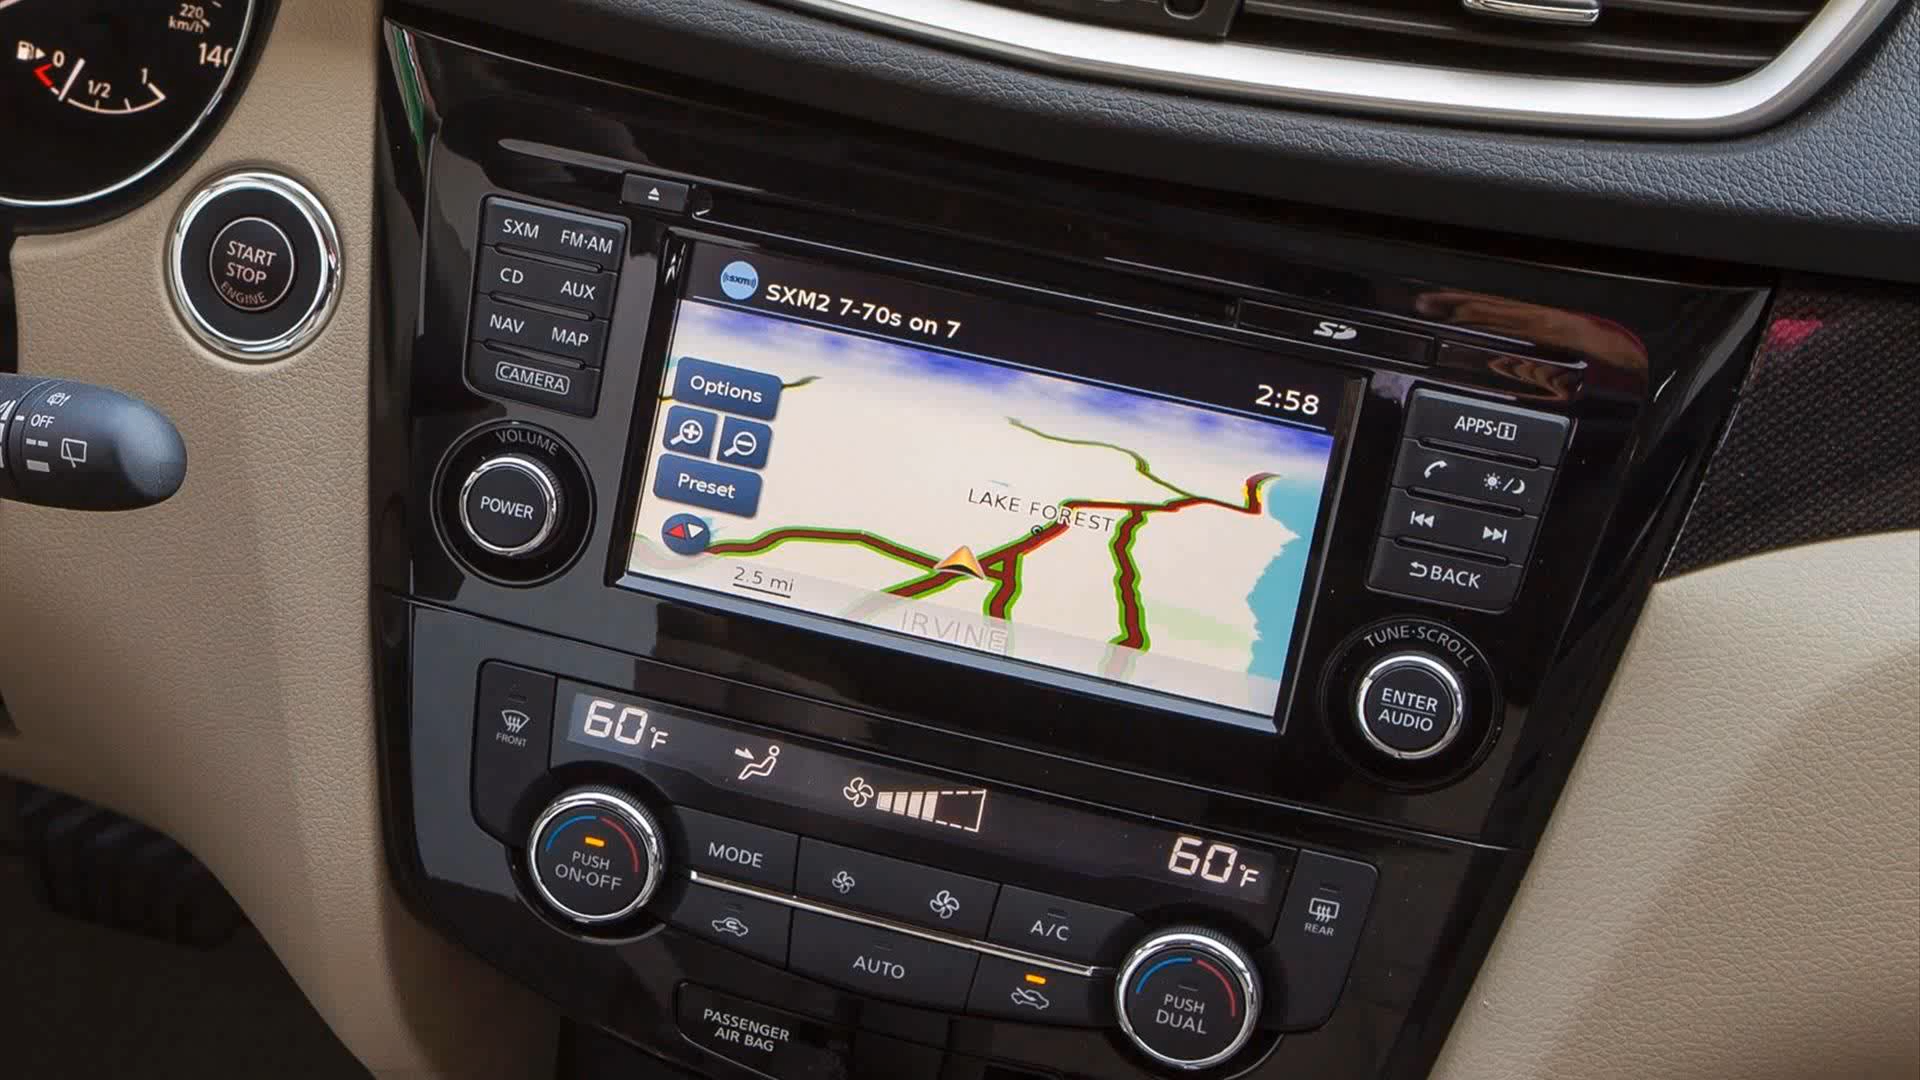 220
km/h
140
0
1/2
1
START
STOP
ENGINE
OFF
SXM FM·AM
CD AUX
NAV MAP
CAMERA
VOLUME
POWER
sxm
SXM2 7-70s on 7
2:58
Options
Preset
LAKE FOREST
2.5 mi
IRVINE
SD
APPS·i
BACK
TUNE·SCROLL
ENTER
AUDIO
FRONT
60°F
60°F
PUSH
ON·OFF
MODE
A/C
AUTO
REAR
PUSH
DUAL
PASSENGER
AIR BAG